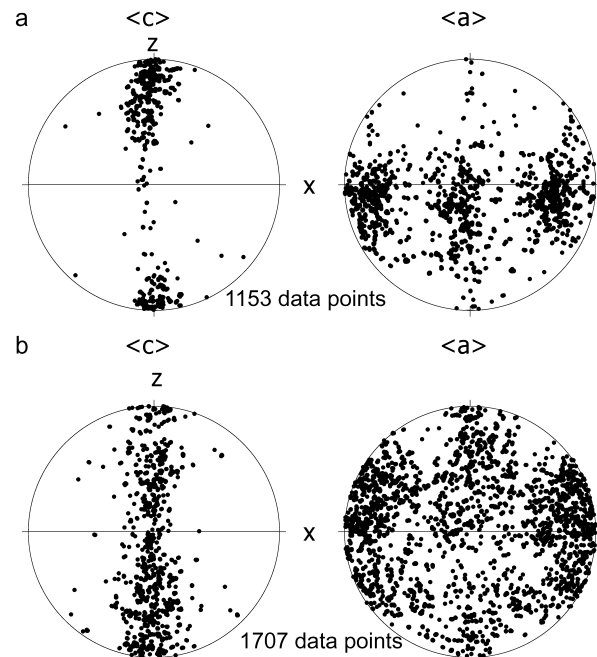 a <c> <a>
z
x
1153 data points
b <c> <a>
z
x
1707 data points